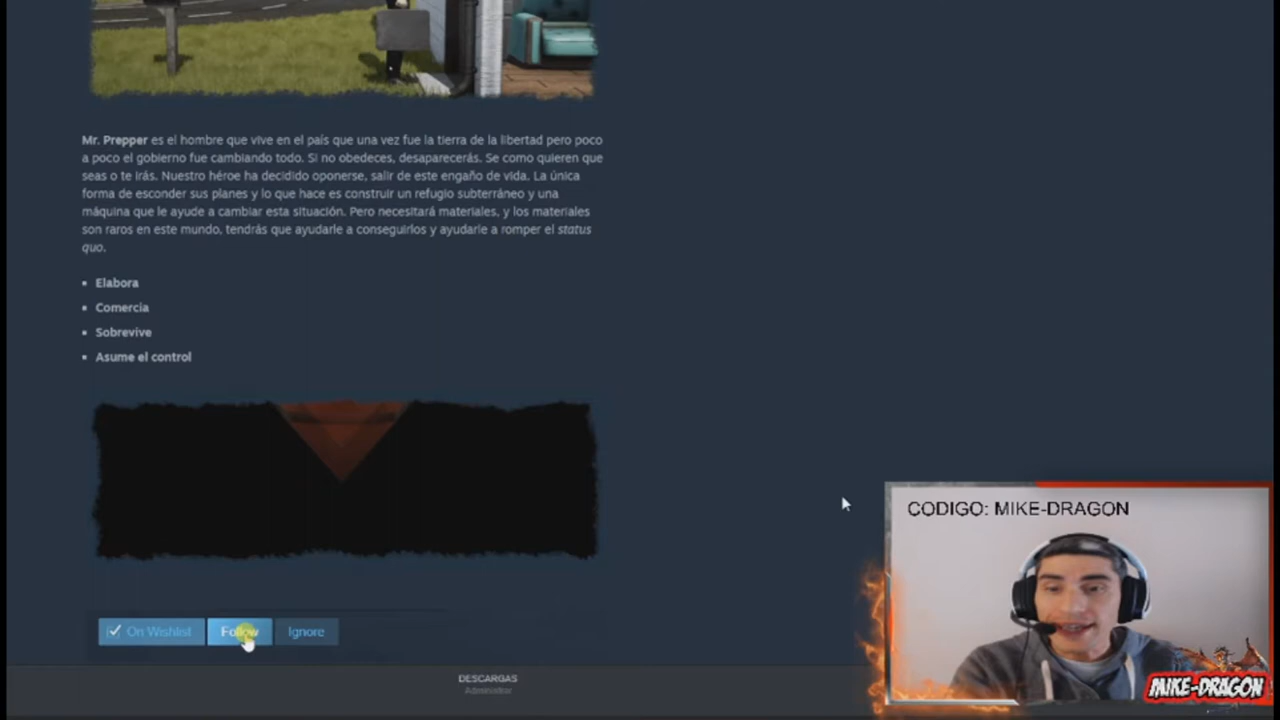 Mr. Prepper es el hombre que vive en el país que una vez fue la tierra de la libertad pero poco
a poco el gobierno fue cambiando todo. Si no obedeces, desaparecerás. Se como quieren que
seas o te irás. Nuestro héroe ha decidido oponerse, salir de este engaño de vida. La única
forma de esconder sus planes y lo que hace es construir un refugio subterráneo y una
máquina que le ayude a cambiar esta situación. Pero necesitará materiales, y los materiales
son raros en este mundo, tendrás que ayudarle a conseguirlos y ayudarle a romper el status
quo.
Elabora
Comercia
Sobrevive
Asume el control
CODIGO: MIKE-DRAGON
On Wishlist
Follow
Ignore
DESCARGAS
Administrar
MIKE-DRAGON